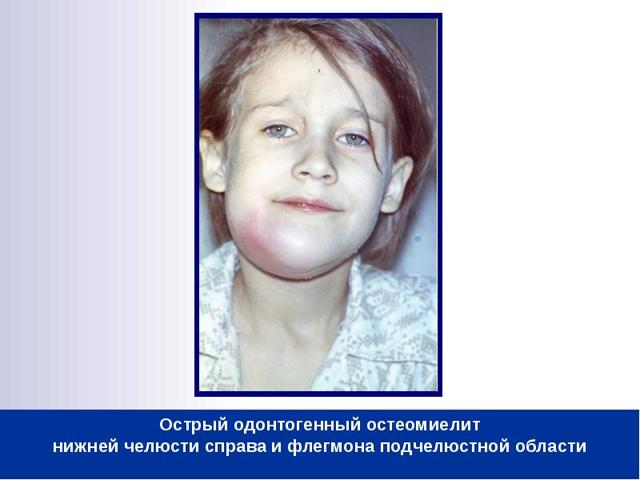 Острый одонтогенный остеомиелит
нижней челюсти справа и флегмона подчелюстной области